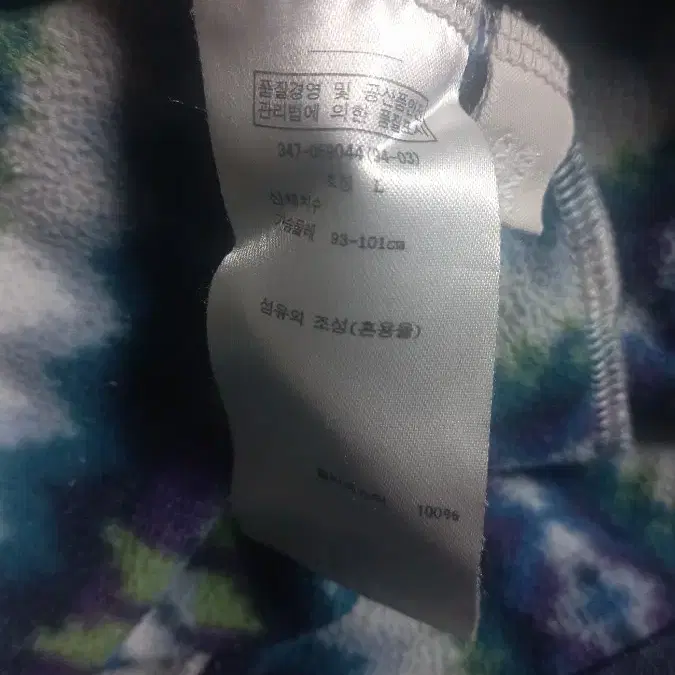 품질경영 및 공산품안전
관리법에 의한 품질표시
(94-03)
호칭 L
신체치수
가슴둘레 93-101cm
섬유의 조성(혼용율)
100%